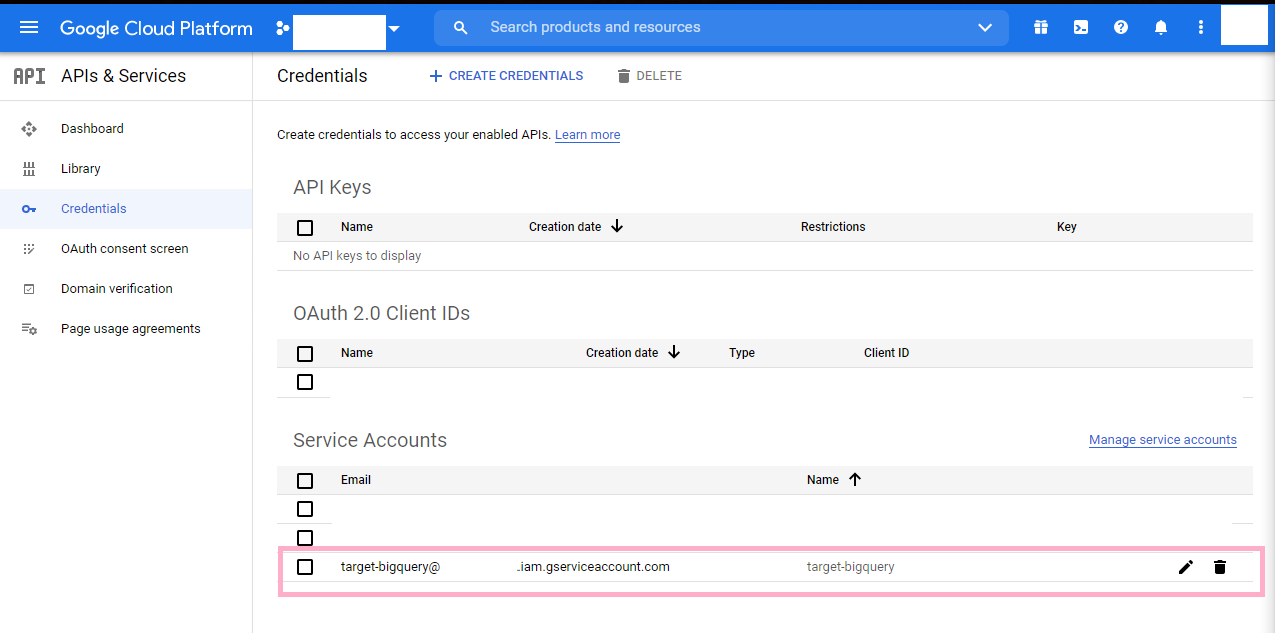 Google Cloud Platform
Search products and resources
API APIs & Services
Credentials
CREATE CREDENTIALS
DELETE
Dashboard
Library
Credentials
OAuth consent screen
Domain verification
Page usage agreements
Create credentials to access your enabled APIs. Learn more
API Keys
Name Creation date Restrictions Key
No API keys to display
OAuth 2.0 Client IDs
Name Creation date Type Client ID
Service Accounts
Manage service accounts
Email Name
target-bigquery@ .iam.gserviceaccount.com target-bigquery